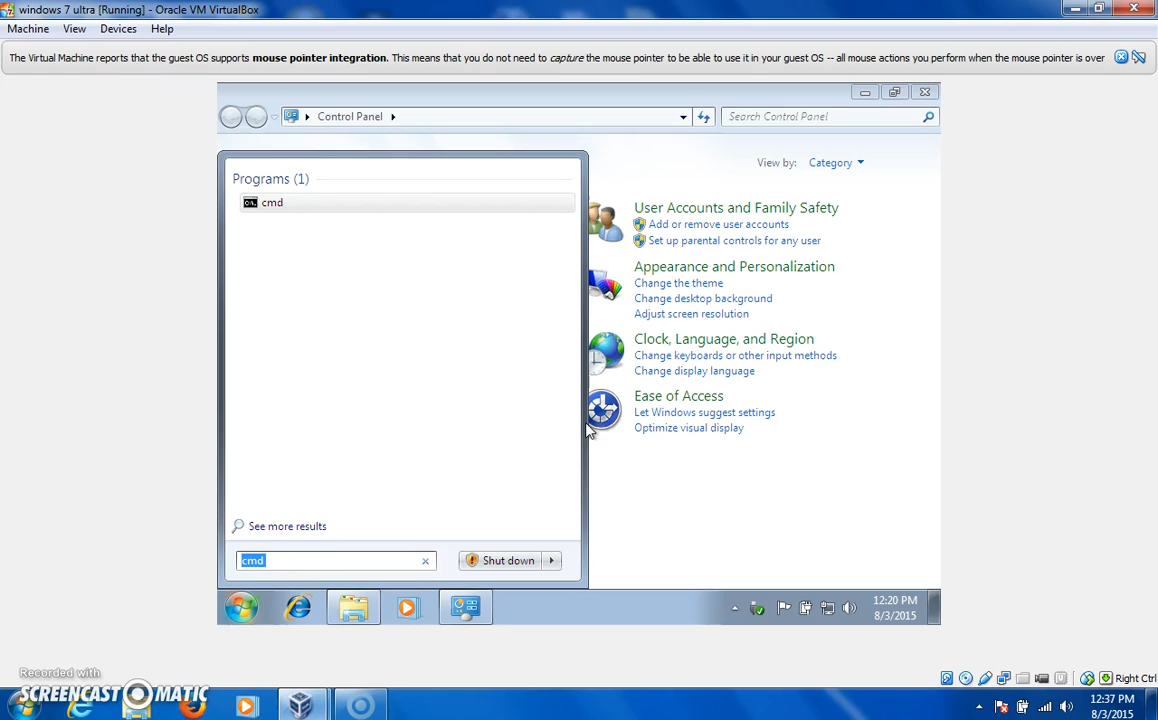 windows 7 ultra [Running] - Oracle VM VirtualBox
Machine View Devices Help
The Virtual Machine reports that the guest OS supports mouse pointer integration. This means that you do not need to capture the mouse pointer to be able to use it in your guest OS -- all mouse actions you perform when the mouse pointer is over
Control Panel
Search Control Panel
View by: Category
Programs (1)
cmd
User Accounts and Family Safety
Add or remove user accounts
Set up parental controls for any user
Appearance and Personalization
Change the theme
Change desktop background
Adjust screen resolution
Clock, Language, and Region
Change keyboards or other input methods
Change display language
Ease of Access
Let Windows suggest settings
Optimize visual display
See more results
cmd
Shut down
12:20 PM
8/3/2015
Right Ctrl
Recorded with
SCREENCAST MATIC
12:37 PM
8/3/2015